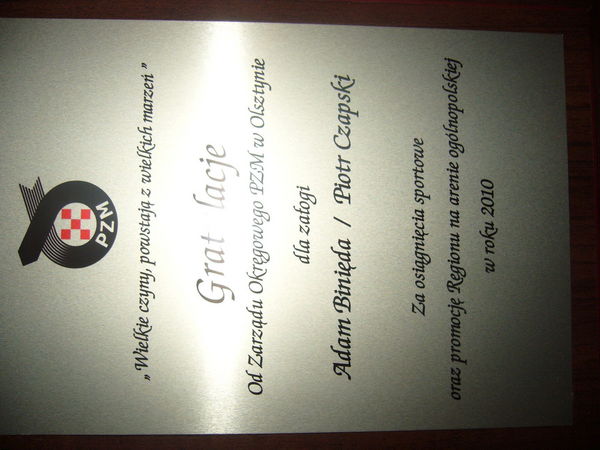 PZM
„Wielkie czyny, powstają z wielkich marzeń”
Gratulacje
Od Zarządu Okręgowego PZM w Olsztynie
dla załogi
Adam Binięda / Piotr Czapski
Za osiągnięcia sportowe
oraz promocję Regionu na arenie ogólnopolskiej
w roku 2010